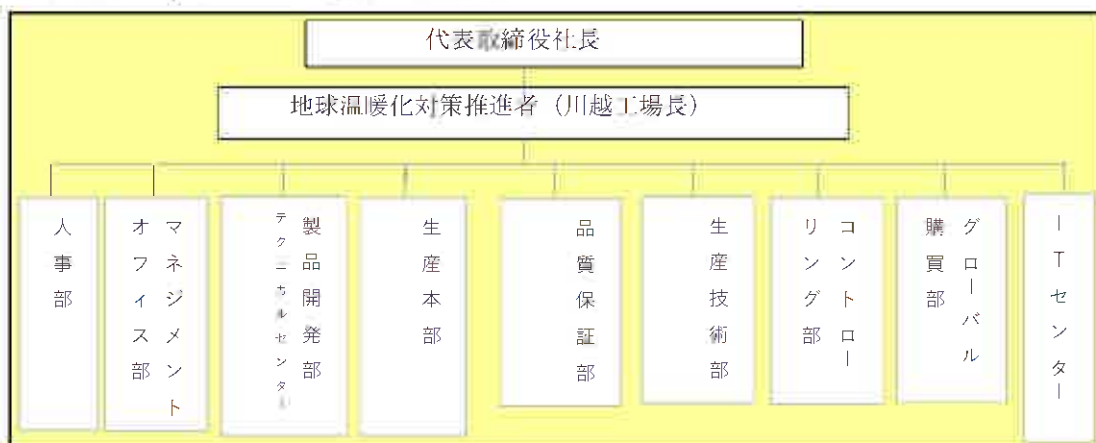 代表取締役社長
地球温暖化対策推進者（川越工場長）
人事部
マネジメント
オフィス部
製品開発部
テクニカルセンター
生産本部
品質保証部
生産技術部
コントロー
リング部
グローバル
購買部
ITセンター